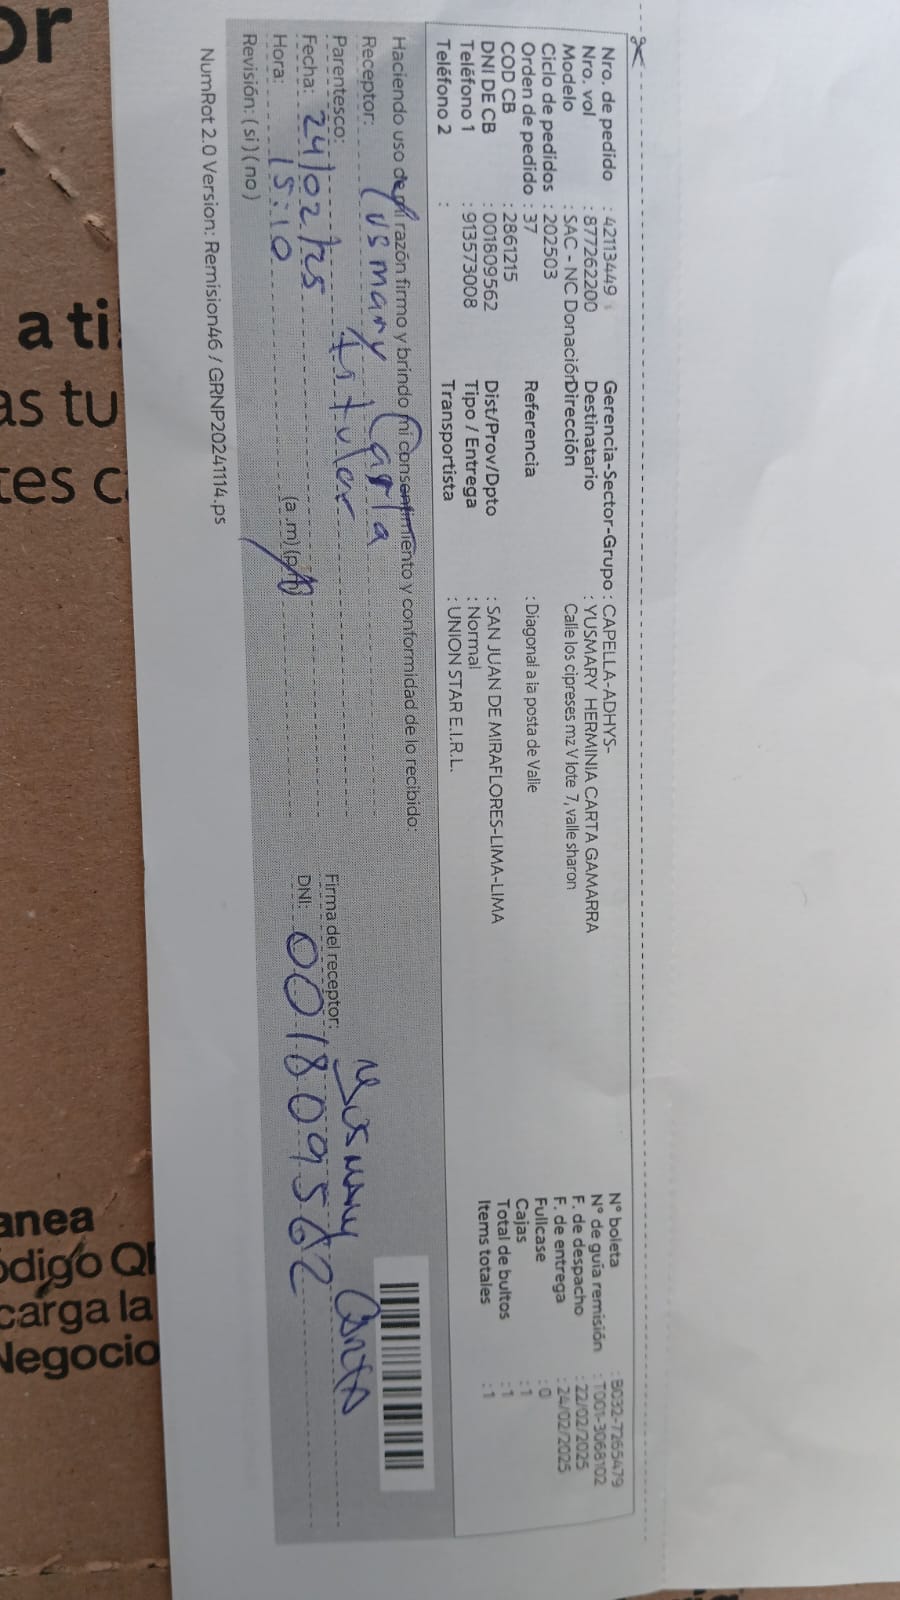 or
a ti
as tu
tes c
anea
ódigo QR
carga la
Negocio
Nro. de pedido : 42113449
Nro. vol : 877262200
Modelo : SAC - NC Donación
Ciclo de pedidos : 202503
Orden de pedido : 37
COD CB : 2861215
DNI DE CB : 001809562
Teléfono 1 : 913573008
Teléfono 2 :
Gerencia-Sector-Grupo : CAPELLA-ADHYS-
Destinatario : YUSMARY HERMINIA CARTA GAMARRA
Dirección Calle los cipreses mz V lote 7, valle sharon
Referencia : Diagonal a la posta de Valle
Dist/Prov/Dpto : SAN JUAN DE MIRAFLORES-LIMA-LIMA
Tipo / Entrega : Normal
Transportista : UNION STAR E.I.R.L.
N° boleta : B032-7265479
N° de guía remisión : T001-3068102
F. de despacho : 22/02/2025
F. de entrega : 24/02/2025
Fullcase : 0
Cajas : 1
Total de bultos : 1
Items totales : 1
Haciendo uso de mi razón firmo y brindo mi consentimiento y conformidad de lo recibido:
Receptor: Yusmary Carta
Parentesco: titular
Fecha: 24/02/25
Hora: 15:10 (a.m) (p.m)
Revisión: (si) (no)
Firma del receptor: Yusmary Carta
DNI: 001809562
NumRot 2.0 Version: Remision46 / GRNP20241114.ps